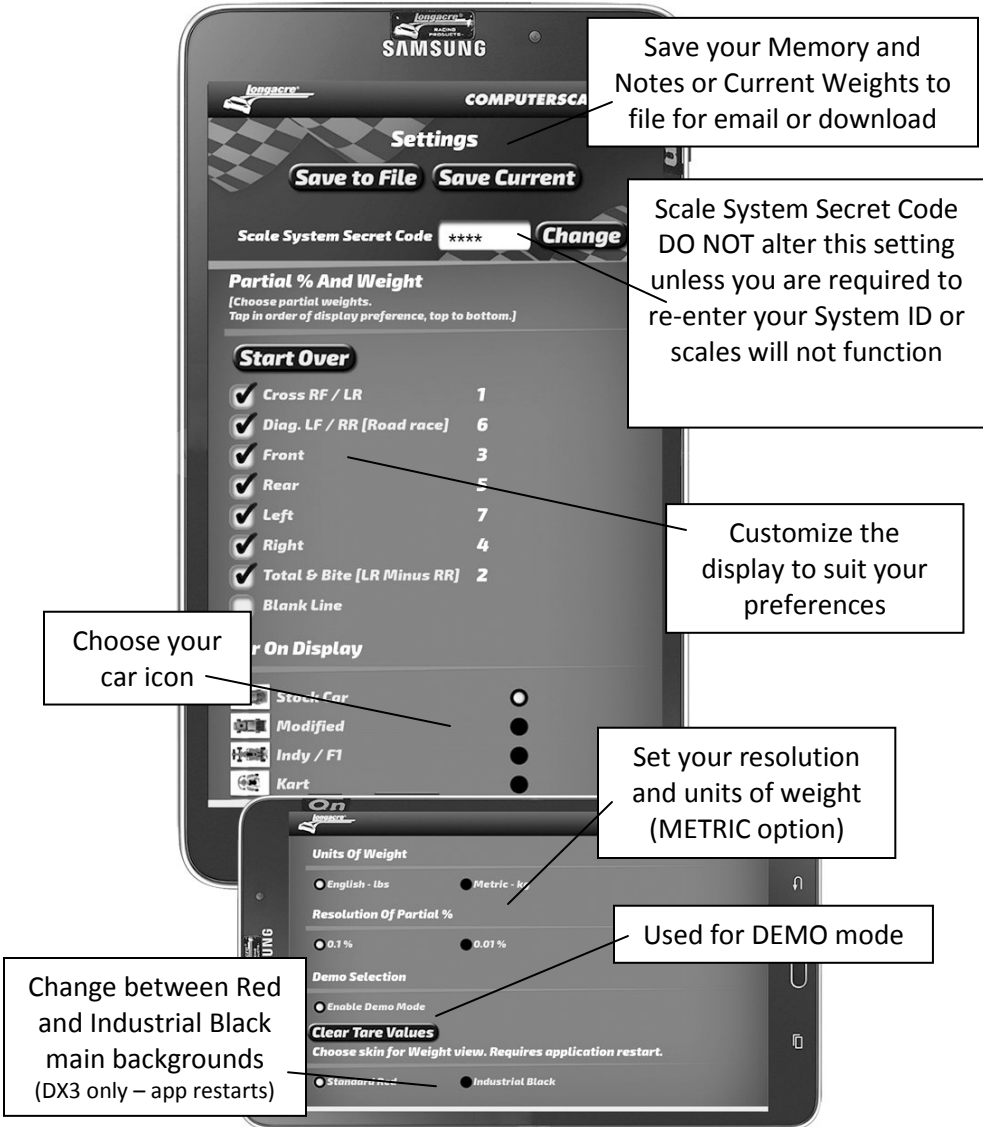 longacre®
RACING
PRODUCTS
SAMSUNG
Save your Memory and
Notes or Current Weights to
file for email or download
longacre®
COMPUTERSCA
Settings
Save to File Save Current
Scale System Secret Code **** Change
Scale System Secret Code
DO NOT alter this setting
unless you are required to
re-enter your System ID or
scales will not function
Partial % And Weight
[Choose partial weights.
Tap in order of display preference, top to bottom.]
Start Over
Cross RF / LR 1
Diag. LF / RR [Road race] 6
Front 3
Rear 5
Left 7
Right 4
Total & Bite [LR Minus RR] 2
Blank Line
Customize the
display to suit your
preferences
Choose your
car icon
r On Display
Stock Car
Modified
Indy / F1
Kart
Set your resolution
and units of weight
(METRIC option)
On
longacre®
Units Of Weight
English - lbs Metric - kg
Resolution Of Partial %
0.1 % 0.01 %
Used for DEMO mode
UNG
Demo Selection
Enable Demo Mode
Clear Tare Values
Choose skin for Weight view. Requires application restart.
Standard Red Industrial Black
Change between Red
and Industrial Black
main backgrounds
(DX3 only – app restarts)